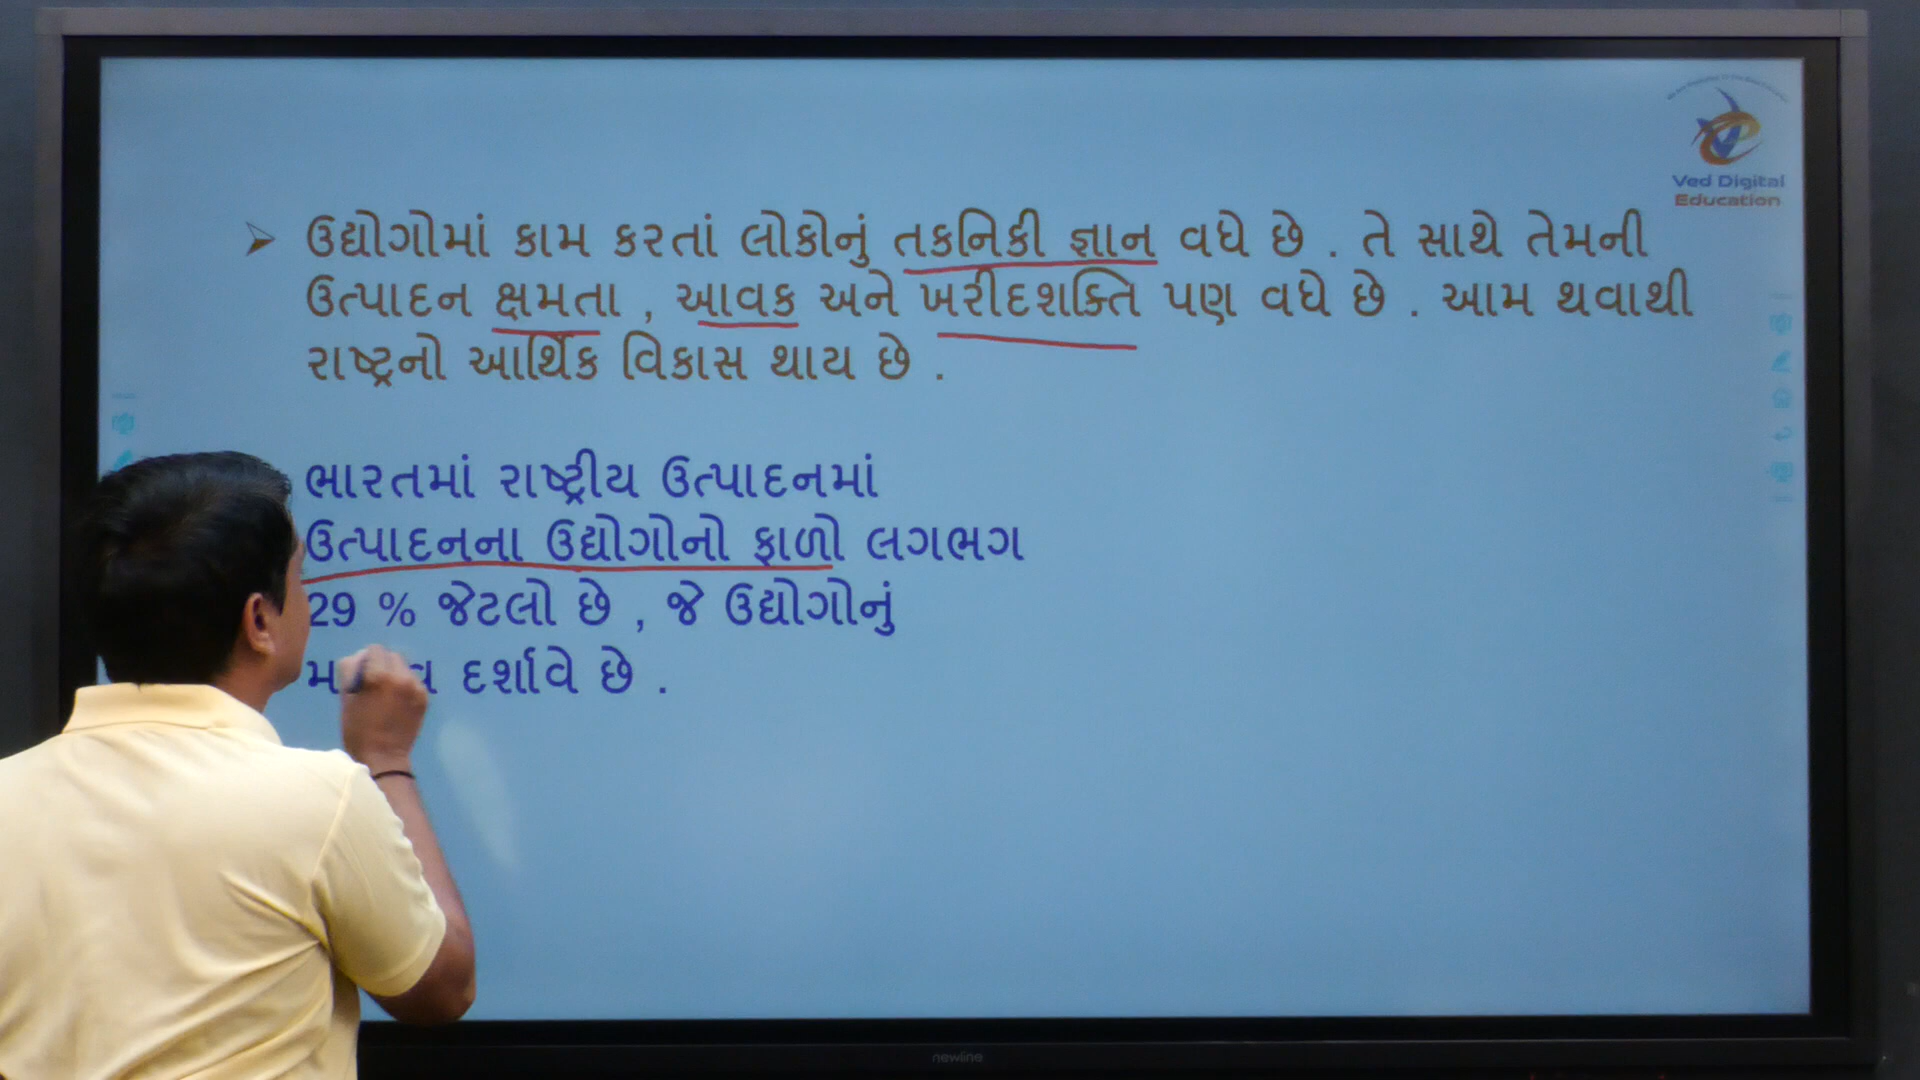 Ved Digital
Education
➢ ઉદ્યોગોમાં કામ કરતાં લોકોનું તકનિકી જ્ઞાન વધે છે . તે સાથે તેમની
ઉત્પાદન ક્ષમતા , આવક અને ખરીદશક્તિ પણ વધે છે . આમ થવાથી
રાષ્ટ્રનો આર્થિક વિકાસ થાય છે .
ભારતમાં રાષ્ટ્રીય ઉત્પાદનમાં
ઉત્પાદનના ઉદ્યોગોનો ફાળો લગભગ
29 % જેટલો છે , જે ઉદ્યોગોનું
દર્શાવે છે .
newline